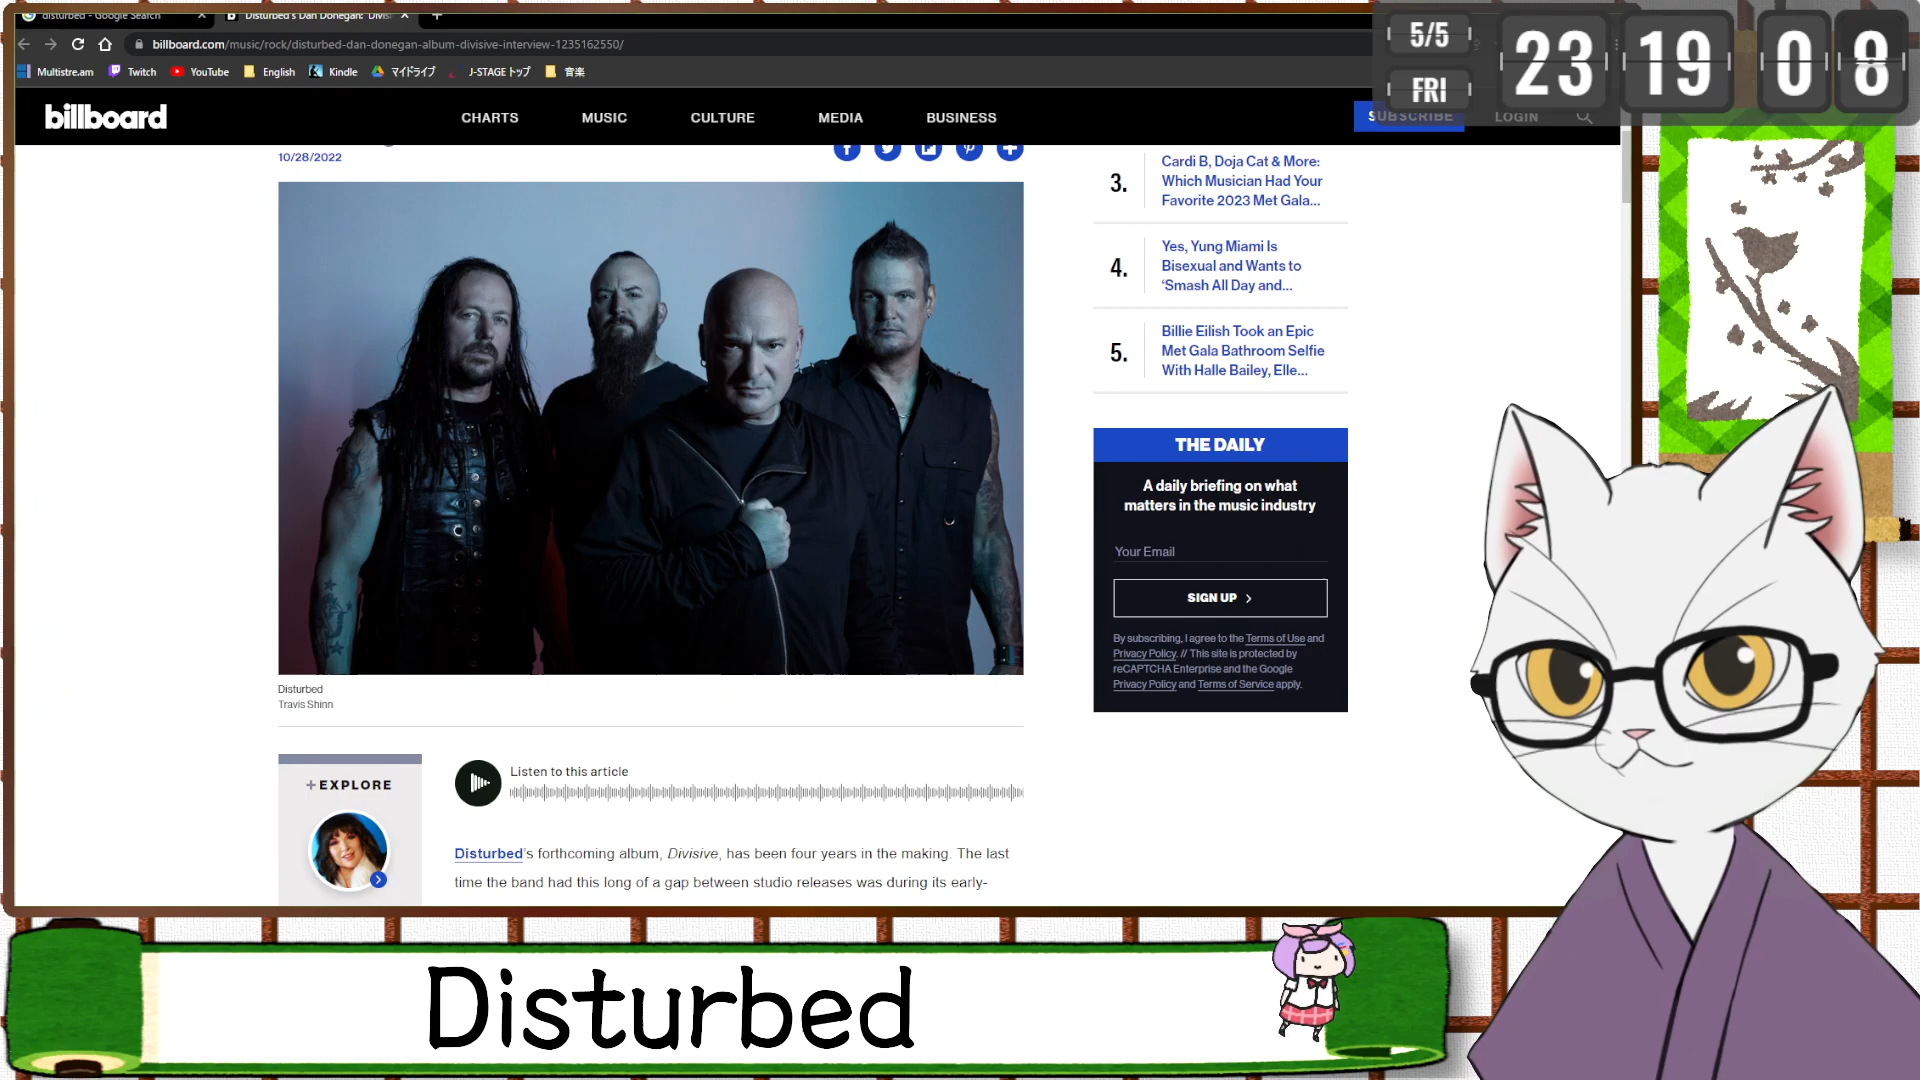 disturbed - Google Search
Disturbed's Dan Donegan: 'Divisi
billboard.com/music/rock/disturbed-dan-donegan-album-divisive-interview-1235162550/
Multistre.am
Twitch
YouTube
English
Kindle
マイドライブ
J-STAGE トップ
音楽
5/5
FRI
23 19 08
billboard
CHARTS
MUSIC
CULTURE
MEDIA
BUSINESS
SUBSCRIBE
LOGIN
10/28/2022
3.
Cardi B, Doja Cat & More:
Which Musician Had Your
Favorite 2023 Met Gala...
4.
Yes, Yung Miami Is
Bisexual and Wants to
‘Smash All Day and...
5.
Billie Eilish Took an Epic
Met Gala Bathroom Selfie
With Halle Bailey, Elle...
THE DAILY
A daily briefing on what
matters in the music industry
Your Email
SIGN UP
By subscribing, I agree to the Terms of Use and
Privacy Policy. // This site is protected by
reCAPTCHA Enterprise and the Google
Privacy Policy and Terms of Service apply.
Disturbed
Travis Shinn
+EXPLORE
Listen to this article
Disturbed’s forthcoming album, Divisive, has been four years in the making. The last
time the band had this long of a gap between studio releases was during its early-
Disturbed